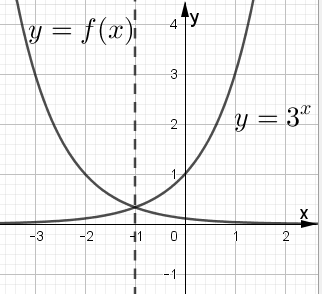 y = f(x)
4
y
3
y = 3^x
2
1
x
-3 -2 -1 0 1 2
-1